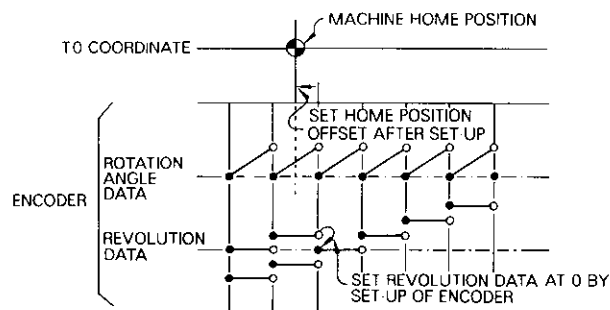 MACHINE HOME POSITION
TO COORDINATE
SET HOME POSITION
OFFSET AFTER SET-UP
ROTATION
ANGLE
DATA
ENCODER
REVOLUTION
DATA
SET REVOLUTION DATA AT 0 BY
SET-UP OF ENCODER